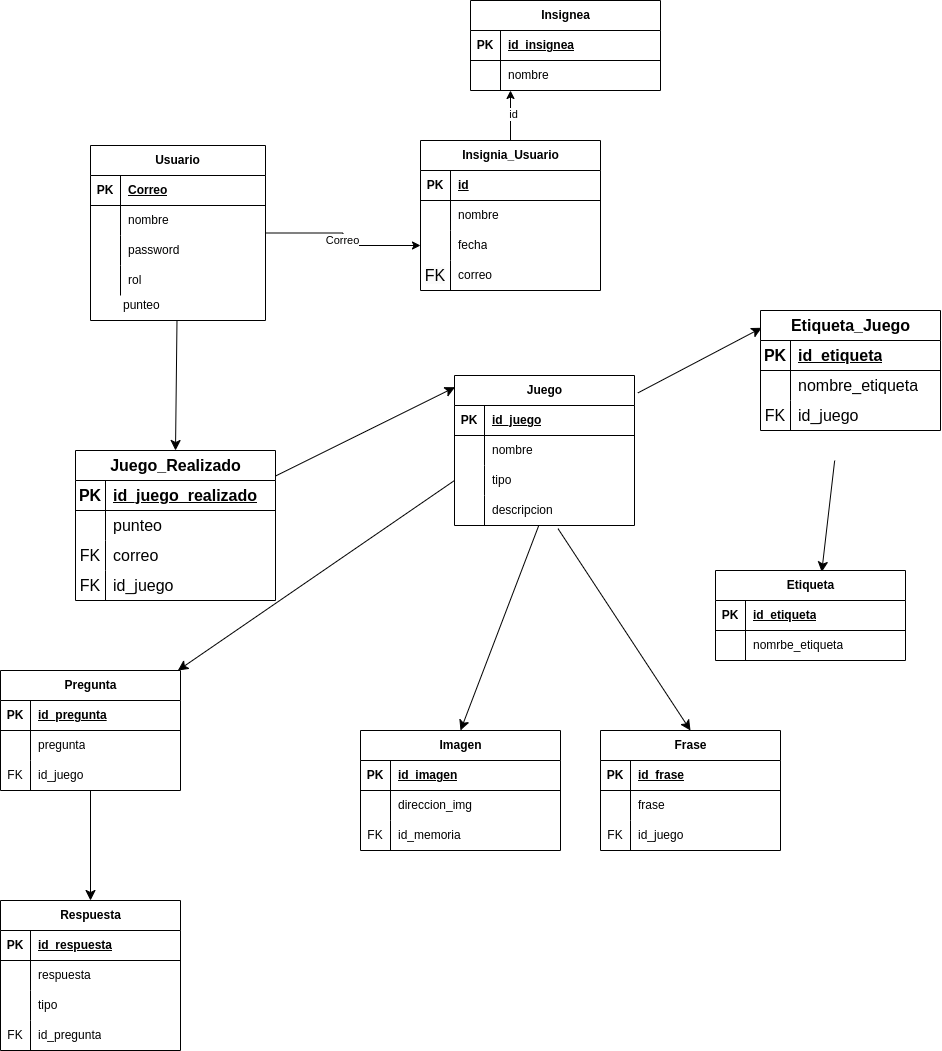 Insignea
PK id_insignea
nombre
id
Usuario
PK Correo
nombre
password
rol
punteo
Correo
Insignia_Usuario
PK id
nombre
fecha
FK correo
Etiqueta_Juego
PK id_etiqueta
nombre_etiqueta
FK id_juego
Juego
PK id_juego
nombre
tipo
descripcion
Juego_Realizado
PK id_juego_realizado
punteo
FK correo
FK id_juego
Etiqueta
PK id_etiqueta
nomrbe_etiqueta
Pregunta
PK id_pregunta
pregunta
FK id_juego
Imagen
PK id_imagen
direccion_img
FK id_memoria
Frase
PK id_frase
frase
FK id_juego
Respuesta
PK id_respuesta
respuesta
tipo
FK id_pregunta